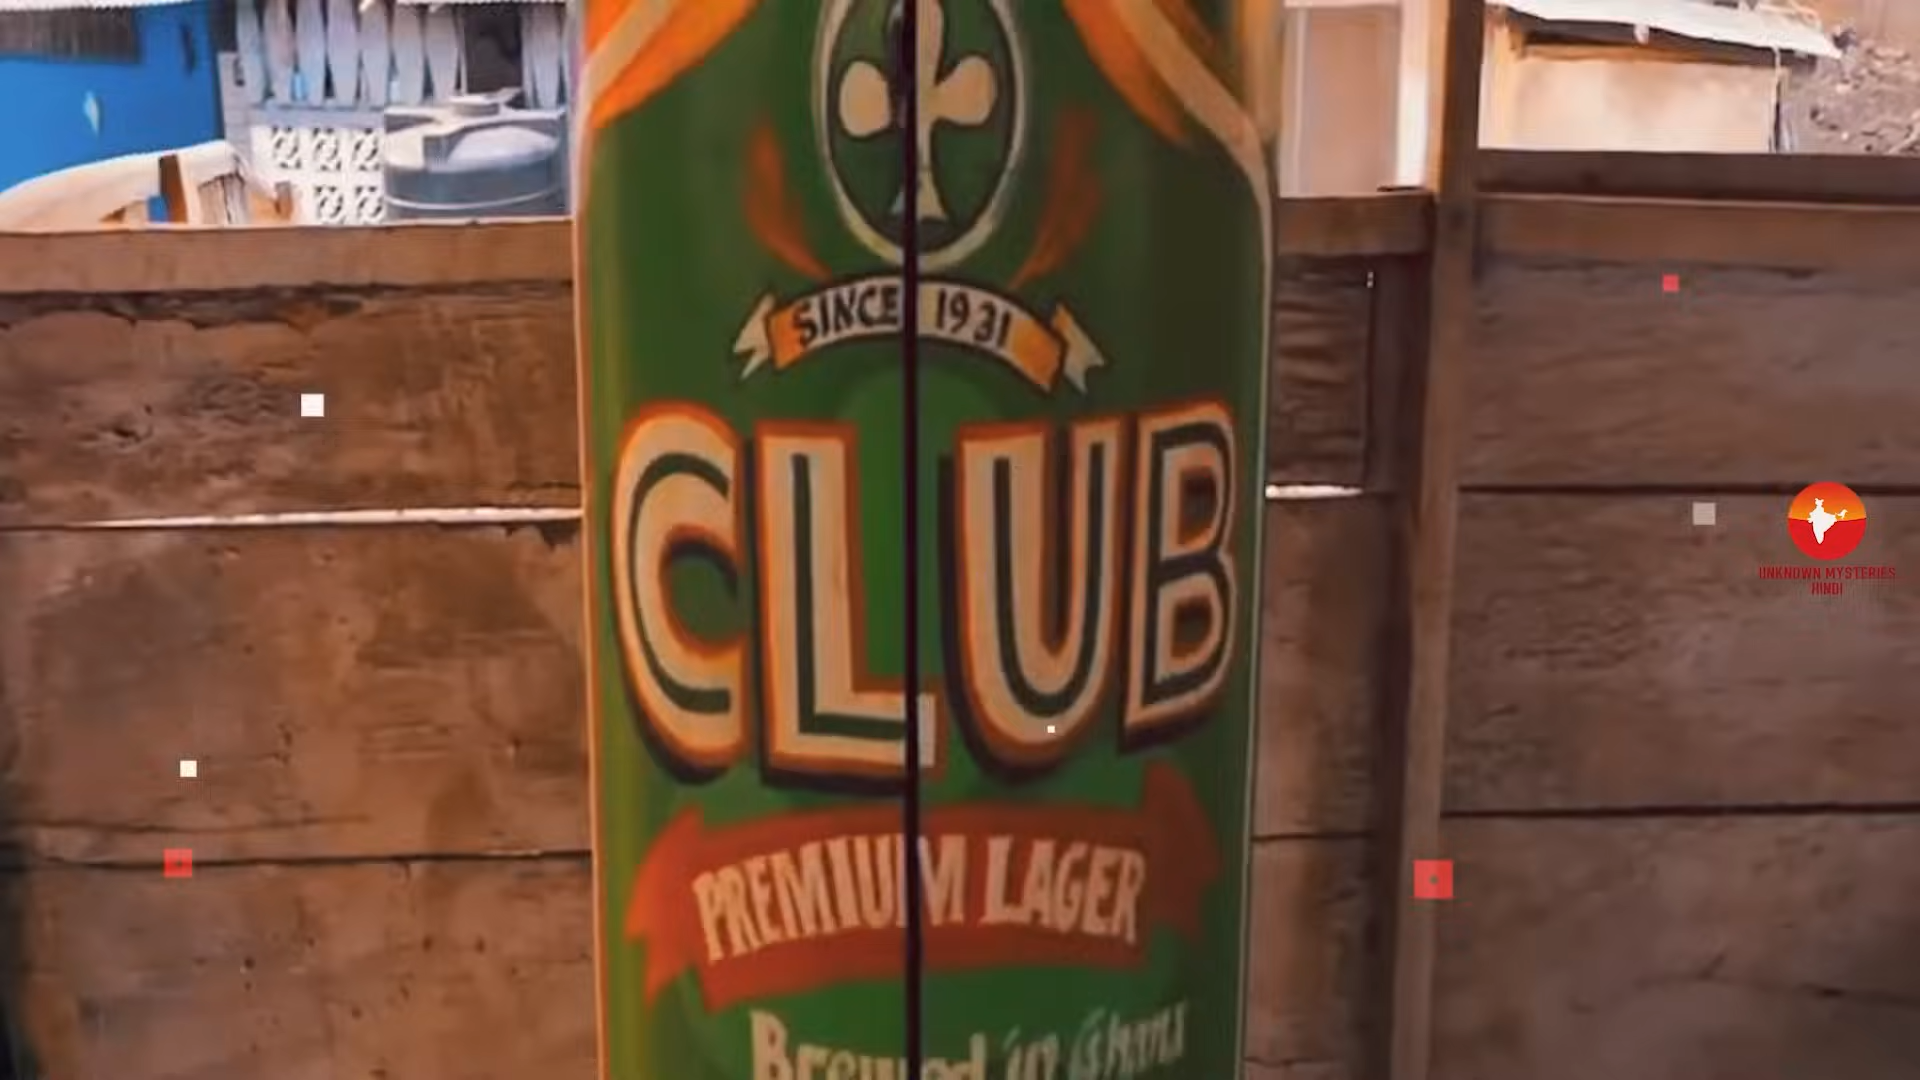 SINCE 1931
CLUB
PREMIUM LAGER
Brewed in Ghana
UNKNOWN MYSTERIES
HINDI